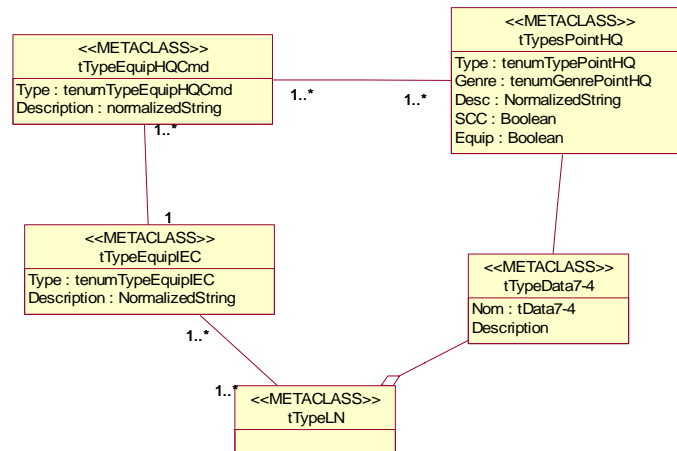 <<METACLASS>>
tTypeEquipHQCmd
Type : tenumTypeEquipHQCmd
Description : normalizedString
<<METACLASS>>
tTypesPointHQ
Type : tenumTypePointHQ
Genre : tenumGenrePointHQ
Desc : NormalizedString
SCC : Boolean
Equip : Boolean
1..*
1..*
1..*
1
<<METACLASS>>
tTypeEquipIEC
Type : tenumTypeEquipIEC
Description : NormalizedString
<<METACLASS>>
tTypeData7-4
Nom : tData7-4
Description
1..*
1..*
<<METACLASS>>
tTypeLN